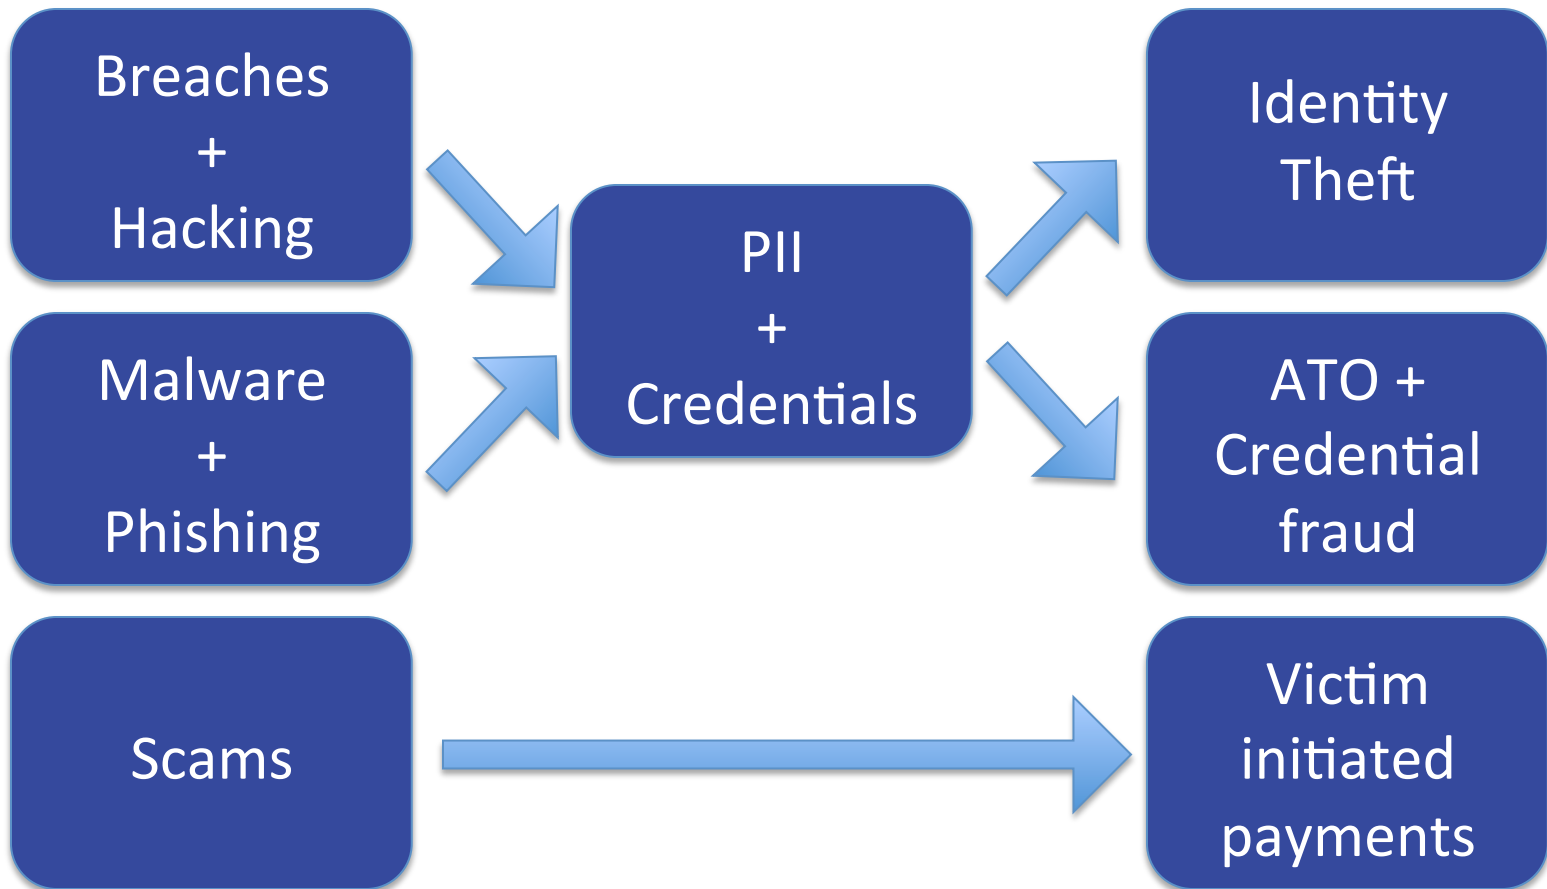 Breaches
+
Hacking
Malware
+
Phishing
Scams
PII
+
Credentials
Identity
Theft
ATO +
Credential
fraud
Victim
initiated
payments